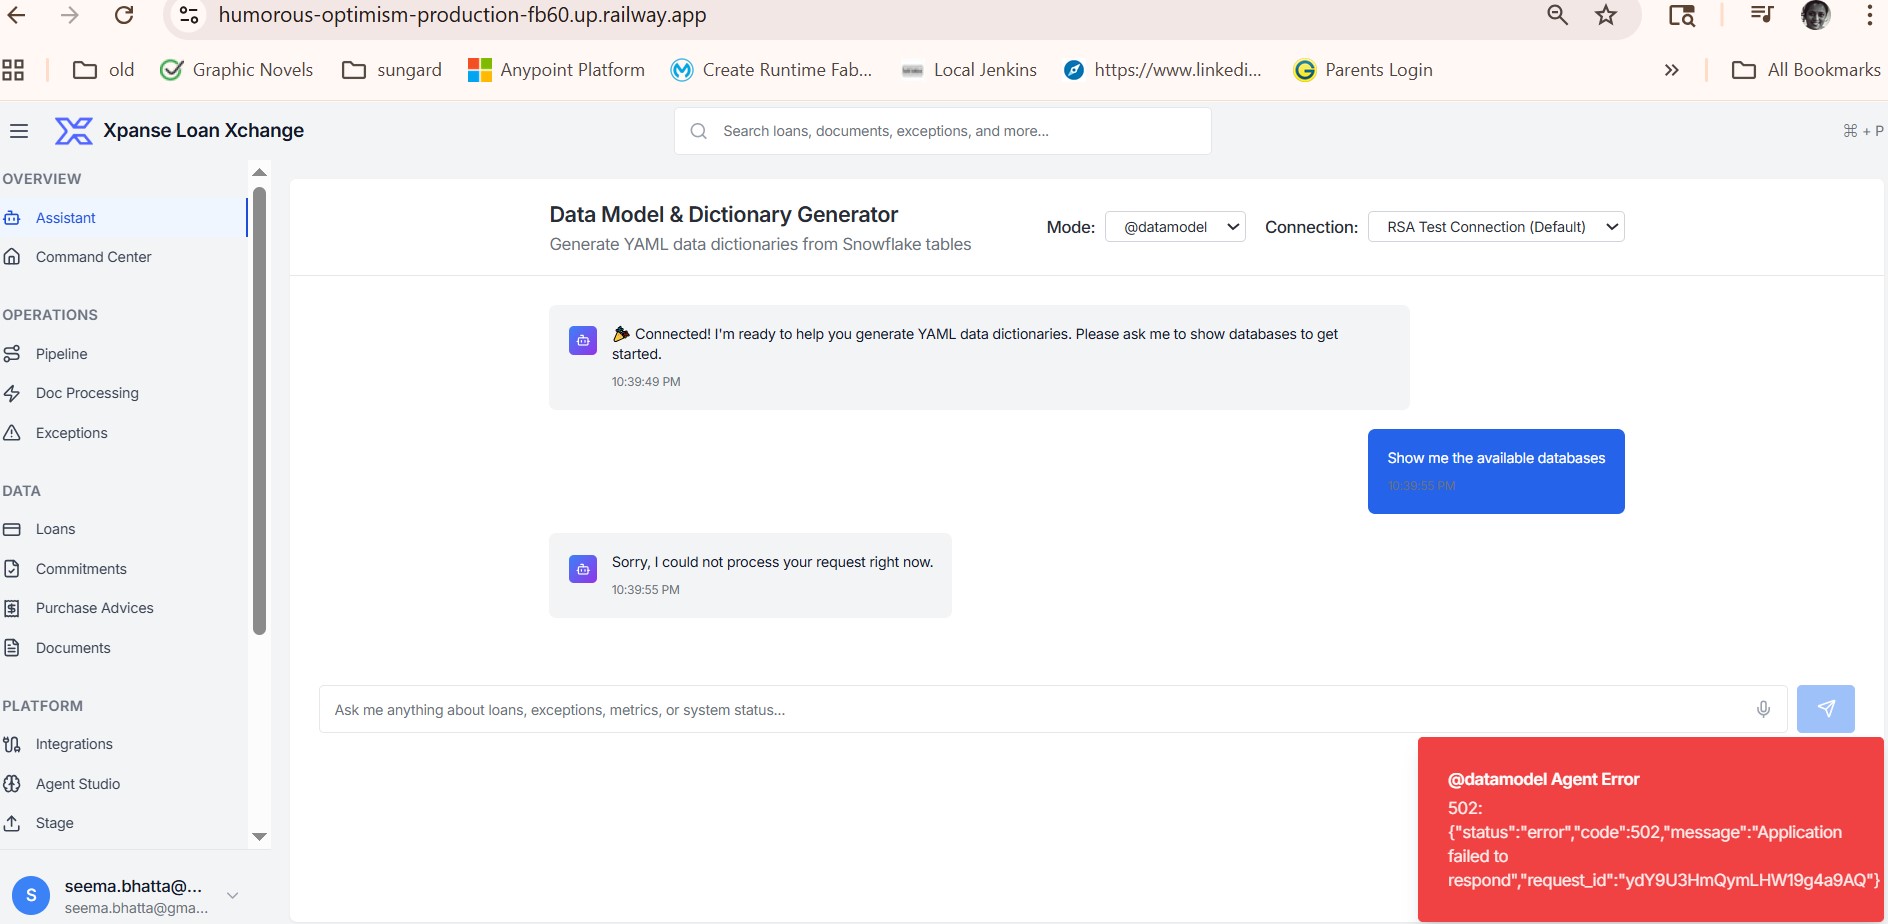 humorous-optimism-production-fb60.up.railway.app
old
Graphic Novels
sungard
Anypoint Platform
Create Runtime Fab...
Local Jenkins
https://www.linkedi...
Parents Login
All Bookmarks
Xpanse Loan Xchange
Search loans, documents, exceptions, and more...
⌘ + P
OVERVIEW
Assistant
Command Center
OPERATIONS
Pipeline
Doc Processing
Exceptions
DATA
Loans
Commitments
Purchase Advices
Documents
PLATFORM
Integrations
Agent Studio
Stage
S
seema.bhatta@...
seema.bhatta@gma...
Data Model & Dictionary Generator
Generate YAML data dictionaries from Snowflake tables
Mode: @datamodel
Connection: RSA Test Connection (Default)
🎉 Connected! I'm ready to help you generate YAML data dictionaries. Please ask me to show databases to get
started.
10:39:49 PM
Show me the available databases
10:39:55 PM
Sorry, I could not process your request right now.
10:39:55 PM
Ask me anything about loans, exceptions, metrics, or system status...
@datamodel Agent Error
502:
{"status":"error","code":502,"message":"Application
failed to
respond","request_id":"ydY9U3HmQymLHW19g4a9AQ"}